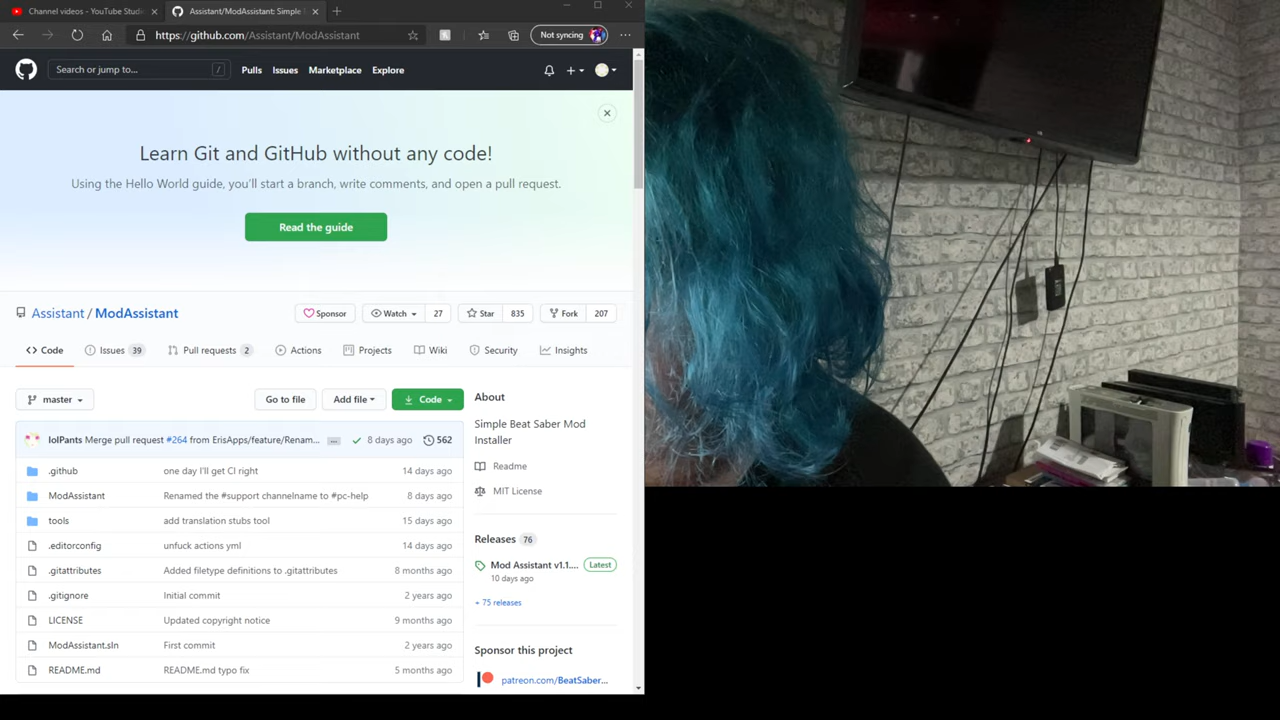 Channel videos - YouTube Studi
Assistant/ModAssistant: Simple
https://github.com/Assistant/ModAssistant
Not syncing
Search or jump to...
/
Pulls
Issues
Marketplace
Explore
Learn Git and GitHub without any code!
Using the Hello World guide, you'll start a branch, write comments, and open a pull request.
Read the guide
Assistant / ModAssistant
Sponsor
Watch 27
Star 835
Fork 207
Code
Issues 39
Pull requests 2
Actions
Projects
Wiki
Security
Insights
master
Go to file
Add file
Code
lolPants Merge pull request #264 from ErisApps/feature/Renam... ... 8 days ago 562
.github one day I'll get CI right 14 days ago
ModAssistant Renamed the #support channelname to #pc-help 8 days ago
tools add translation stubs tool 15 days ago
.editorconfig unfuck actions yml 14 days ago
.gitattributes Added filetype definitions to .gitattributes 8 months ago
.gitignore Initial commit 2 years ago
LICENSE Updated copyright notice 9 months ago
ModAssistant.sln First commit 2 years ago
README.md README.md typo fix 5 months ago
About
Simple Beat Saber Mod
Installer
Readme
MIT License
Releases 76
Mod Assistant v1.1.... Latest
10 days ago
+ 75 releases
Sponsor this project
patreon.com/BeatSaber...